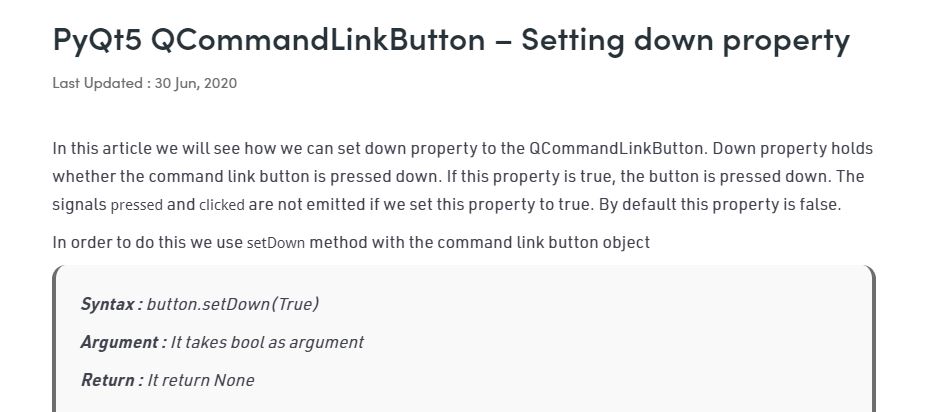 PyQt5 QCommandLinkButton – Setting down property
Last Updated : 30 Jun, 2020
In this article we will see how we can set down property to the QCommandLinkButton. Down property holds
whether the command link button is pressed down. If this property is true, the button is pressed down. The
signals pressed and clicked are not emitted if we set this property to true. By default this property is false.
In order to do this we use setDown method with the command link button object
Syntax : button.setDown(True)
Argument : It takes bool as argument
Return : It return None